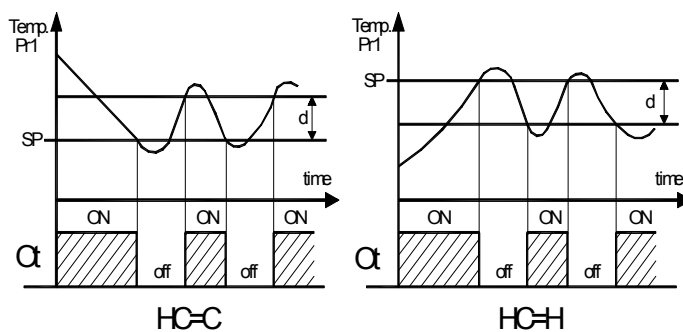 Temp.
Pr1
SP
d
time
ON
ON
ON
Ot
off
off
HC=C
Temp.
Pr1
SP
d
time
ON
ON
ON
Ot
off
off
HC=H